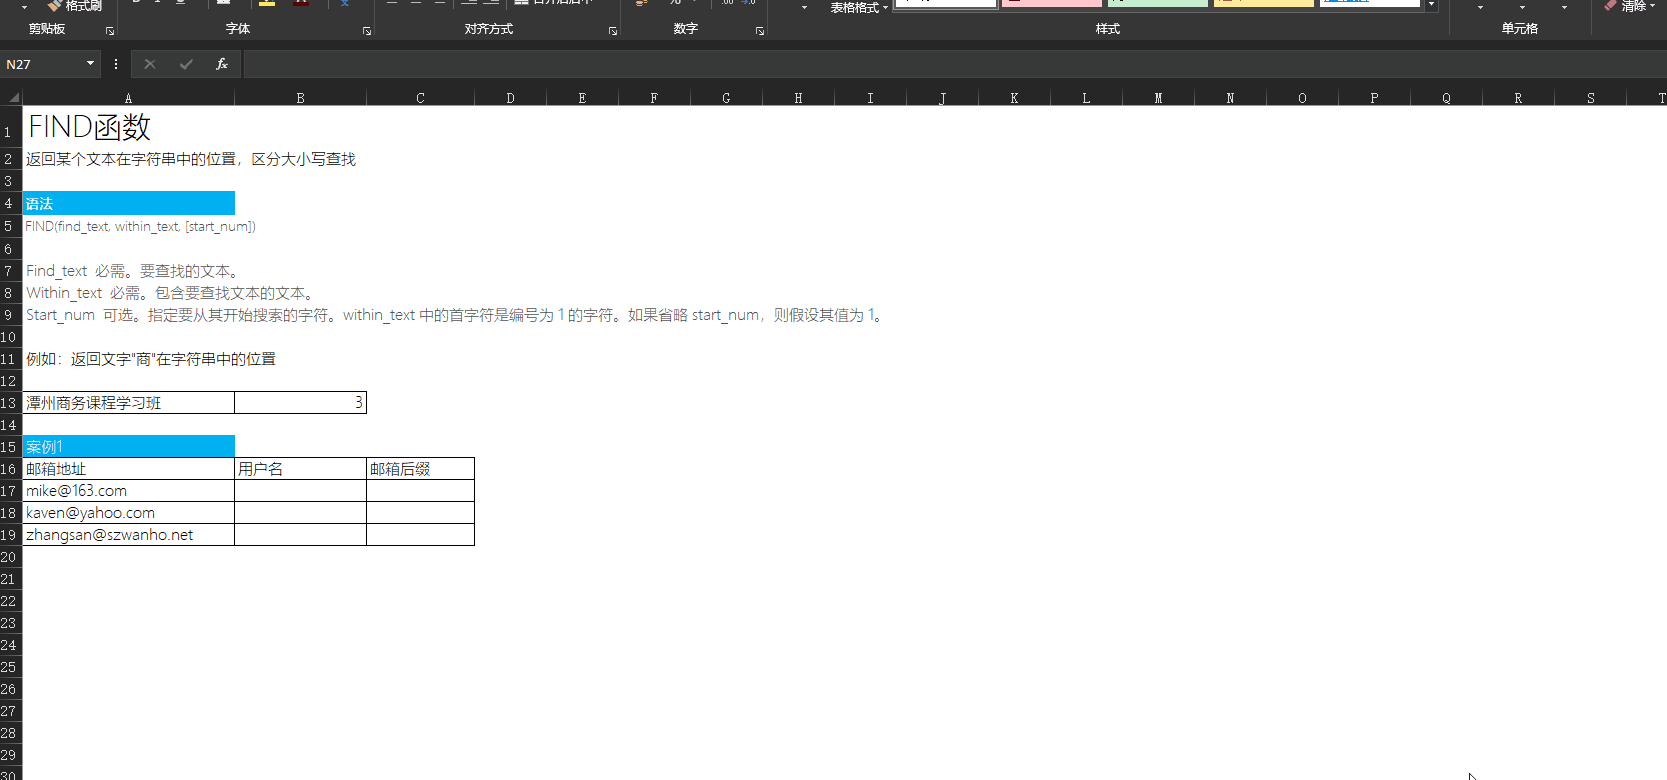 格式刷
表格格式
清除
剪贴板
字体
对齐方式
数字
样式
单元格
N27
fx
A B C D E F G H I J K L M N O P Q R S T
1 FIND函数
2 返回某个文本在字符串中的位置，区分大小写查找
3
4 语法
5 FIND(find_text, within_text, [start_num])
6
7 Find_text 必需。要查找的文本。
8 Within_text 必需。包含要查找文本的文本。
9 Start_num 可选。指定要从其开始搜索的字符。within_text 中的首字符是编号为 1 的字符。如果省略 start_num，则假设其值为 1。
10
11 例如：返回文字"商"在字符串中的位置
12
13 潭州商务课程学习班 3
14
15 案例1
16 邮箱地址 用户名 邮箱后缀
17 mike@163.com
18 kaven@yahoo.com
19 zhangsan@szwanho.net
20
21
22
23
24
25
26
27
28
29
30